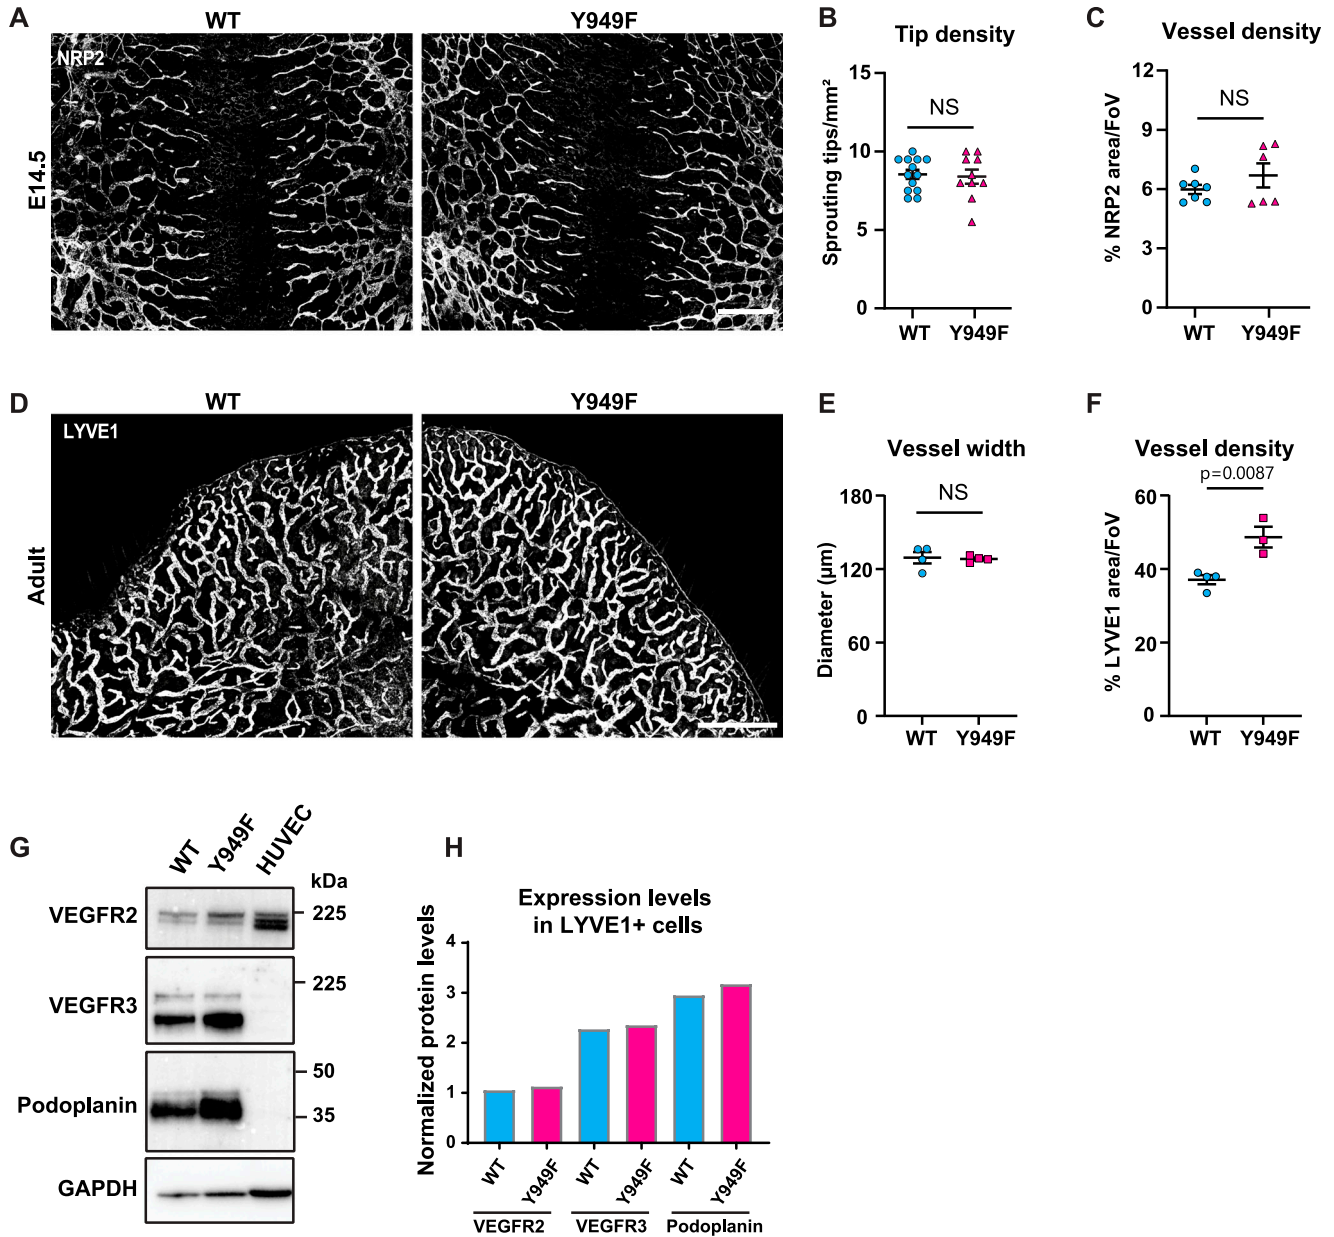 A
WT
Y949F
NRP2
E14.5
B
Tip density
Sprouting tips/mm²
15
10
5
0
NS
WT
Y949F
C
Vessel density
% NRP2 area/FoV
12
9
6
3
0
NS
WT
Y949F
D
WT
Y949F
LYVE1
Adult
E
Vessel width
Diameter (μm)
180
120
60
0
NS
WT
Y949F
F
Vessel density
p=0.0087
% LYVE1 area/FoV
60
40
20
0
WT
Y949F
G
WT
Y949F
HUVEC
kDa
VEGFR2
225
VEGFR3
225
Podoplanin
50
35
GAPDH
H
Expression levels
in LYVE1+ cells
Normalized protein levels
4
3
2
1
0
WT
Y949F
WT
Y949F
WT
Y949F
VEGFR2
VEGFR3
Podoplanin